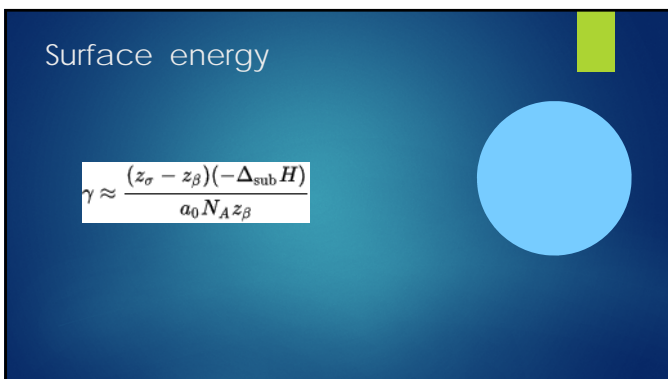 Surface energy
γ ≈ (z_σ − z_β)(−Δ_sub H) / a_0 N_A z_β